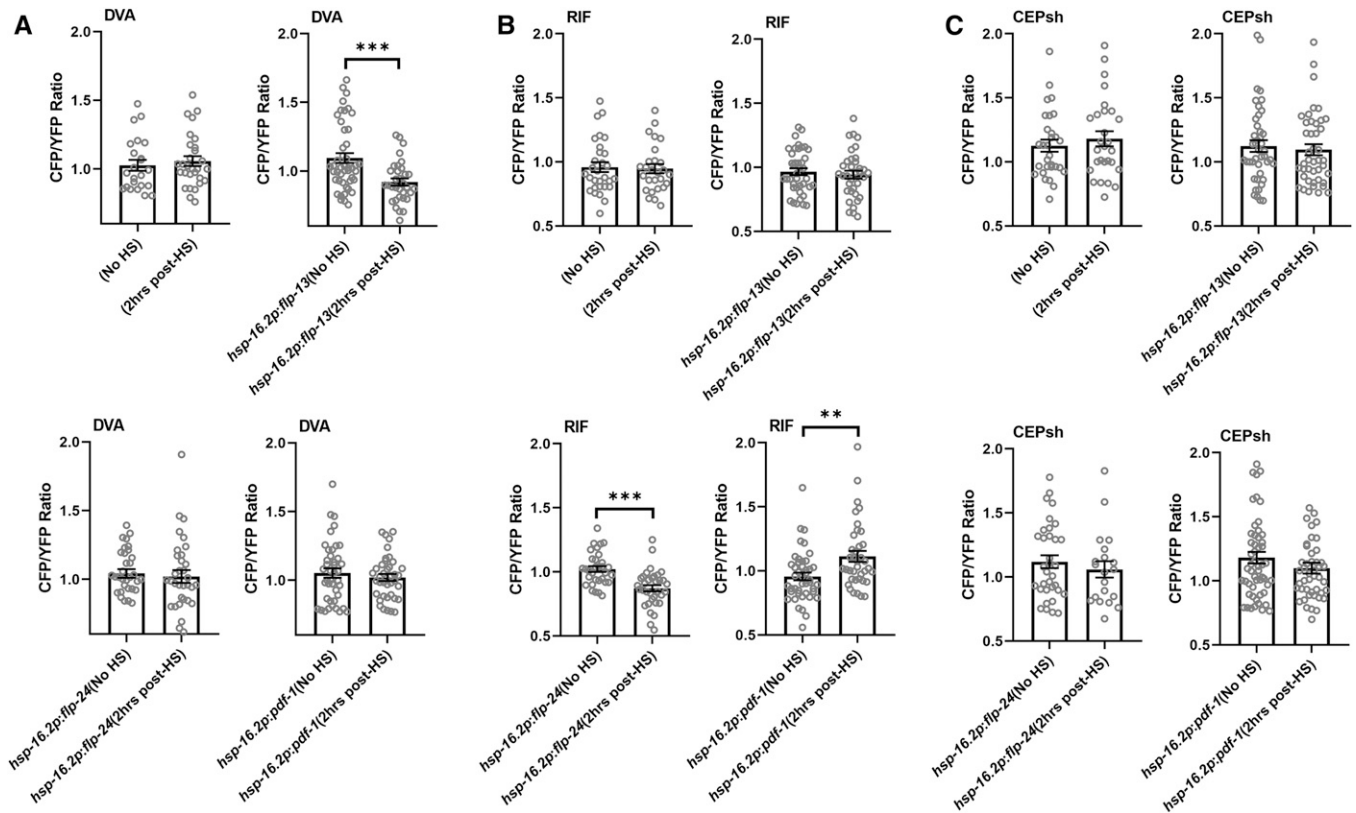 A
DVA
CFP/YFP Ratio
2.0
1.5
1.0
(No HS)
(2hrs post-HS)
DVA
CFP/YFP Ratio
2.0
1.5
1.0
***
hsp-16.2p:flp-13(No HS)
hsp-16.2p:flp-13(2hrs post-HS)
B
RIF
CFP/YFP Ratio
2.0
1.5
1.0
0.5
(No HS)
(2hrs post-HS)
RIF
CFP/YFP Ratio
2.0
1.5
1.0
0.5
hsp-16.2p:flp-13(No HS)
hsp-16.2p:flp-13(2hrs post-HS)
C
CEPsh
CFP/YFP Ratio
2.0
1.5
1.0
0.5
(No HS)
(2hrs post-HS)
CEPsh
CFP/YFP Ratio
2.0
1.5
1.0
0.5
hsp-16.2p:flp-13(No HS)
hsp-16.2p:flp-13(2hrs post-HS)
DVA
CFP/YFP Ratio
2.0
1.5
1.0
hsp-16.2p:flp-24(No HS)
hsp-16.2p:flp-24(2hrs post-HS)
DVA
CFP/YFP Ratio
2.0
1.5
1.0
hsp-16.2p:pdf-1(No HS)
hsp-16.2p:pdf-1(2hrs post-HS)
RIF
CFP/YFP Ratio
2.0
1.5
1.0
0.5
***
hsp-16.2p:flp-24(No HS)
hsp-16.2p:flp-24(2hrs post-HS)
RIF
CFP/YFP Ratio
2.0
1.5
1.0
0.5
**
hsp-16.2p:pdf-1(No HS)
hsp-16.2p:pdf-1(2hrs post-HS)
CEPsh
CFP/YFP Ratio
2.0
1.5
1.0
0.5
hsp-16.2p:flp-24(No HS)
hsp-16.2p:flp-24(2hrs post-HS)
CEPsh
CFP/YFP Ratio
2.0
1.5
1.0
0.5
hsp-16.2p:pdf-1(No HS)
hsp-16.2p:pdf-1(2hrs post-HS)